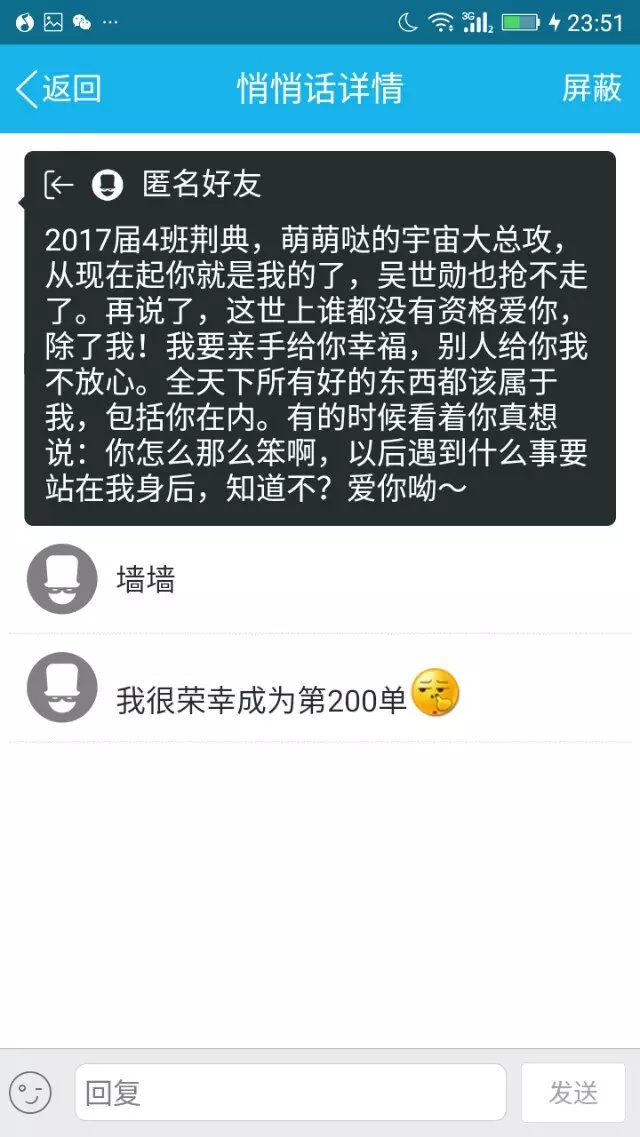 3G
2
23:51
返回
悄悄话详情
屏蔽
匿名好友
2017届4班荆典，萌萌哒的宇宙大总攻，
从现在起你就是我的了，吴世勋也抢不走
了。再说了，这世上谁都没有资格爱你，
除了我！我要亲手给你幸福，别人给你我
不放心。全天下所有好的东西都该属于
我，包括你在内。有的时候看着你真想
说：你怎么那么笨啊，以后遇到什么事要
站在我身后，知道不？爱你呦～
墙墙
我很荣幸成为第200单
回复
发送